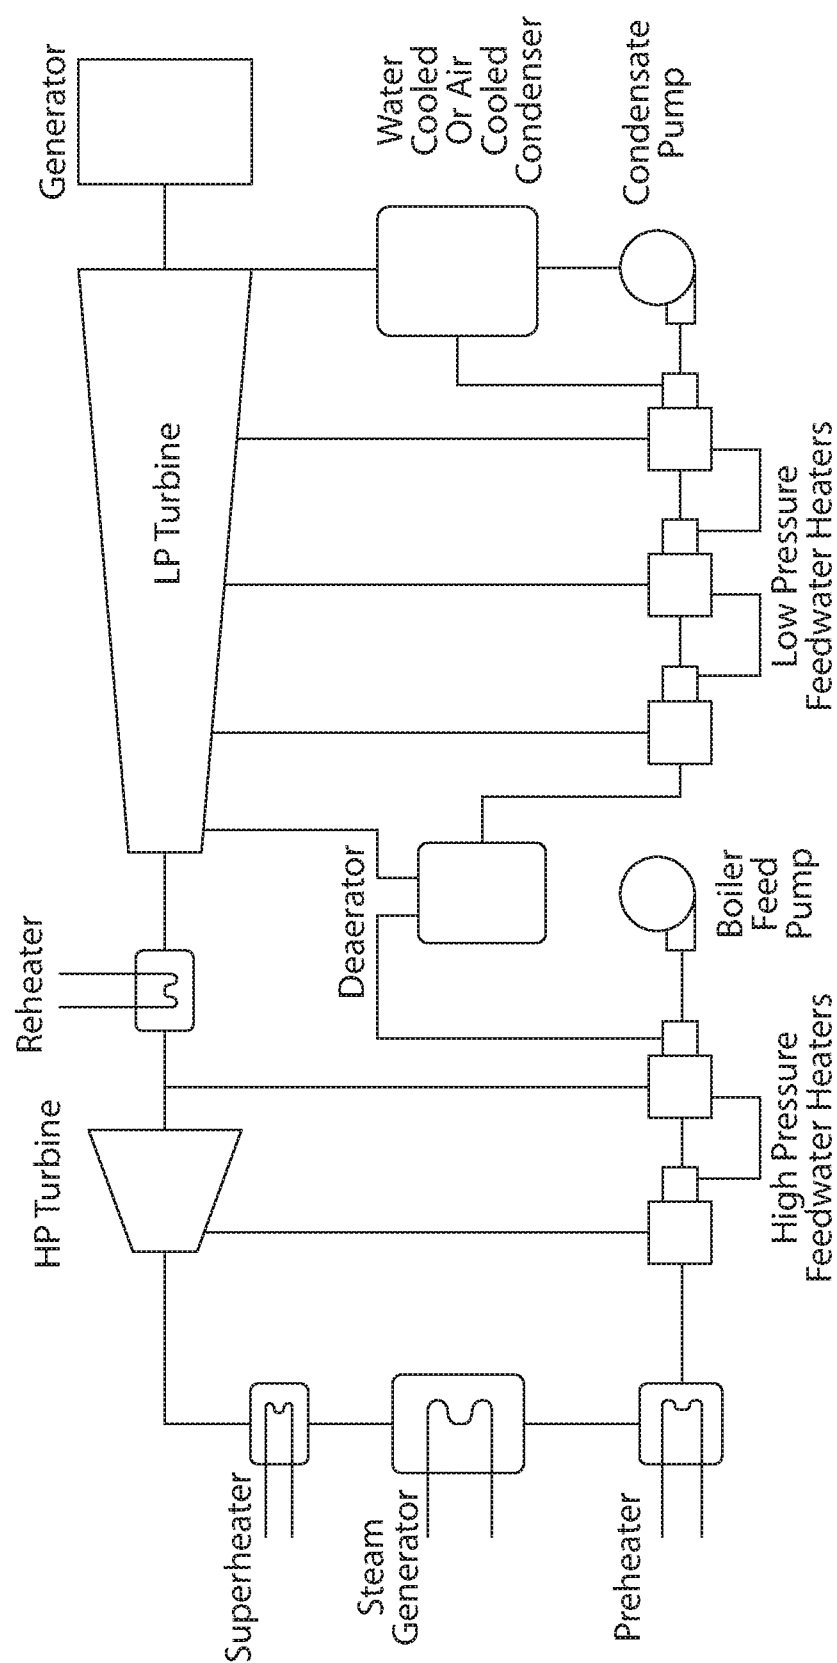 Superheater
Steam
Generator
Preheater
HP Turbine
Reheater
LP Turbine
Generator
Deaerator
Water
Cooled
Or Air
Cooled
Condenser
Condensate
Pump
Boiler
Feed
Pump
High Pressure
Feedwater Heaters
Low Pressure
Feedwater Heaters